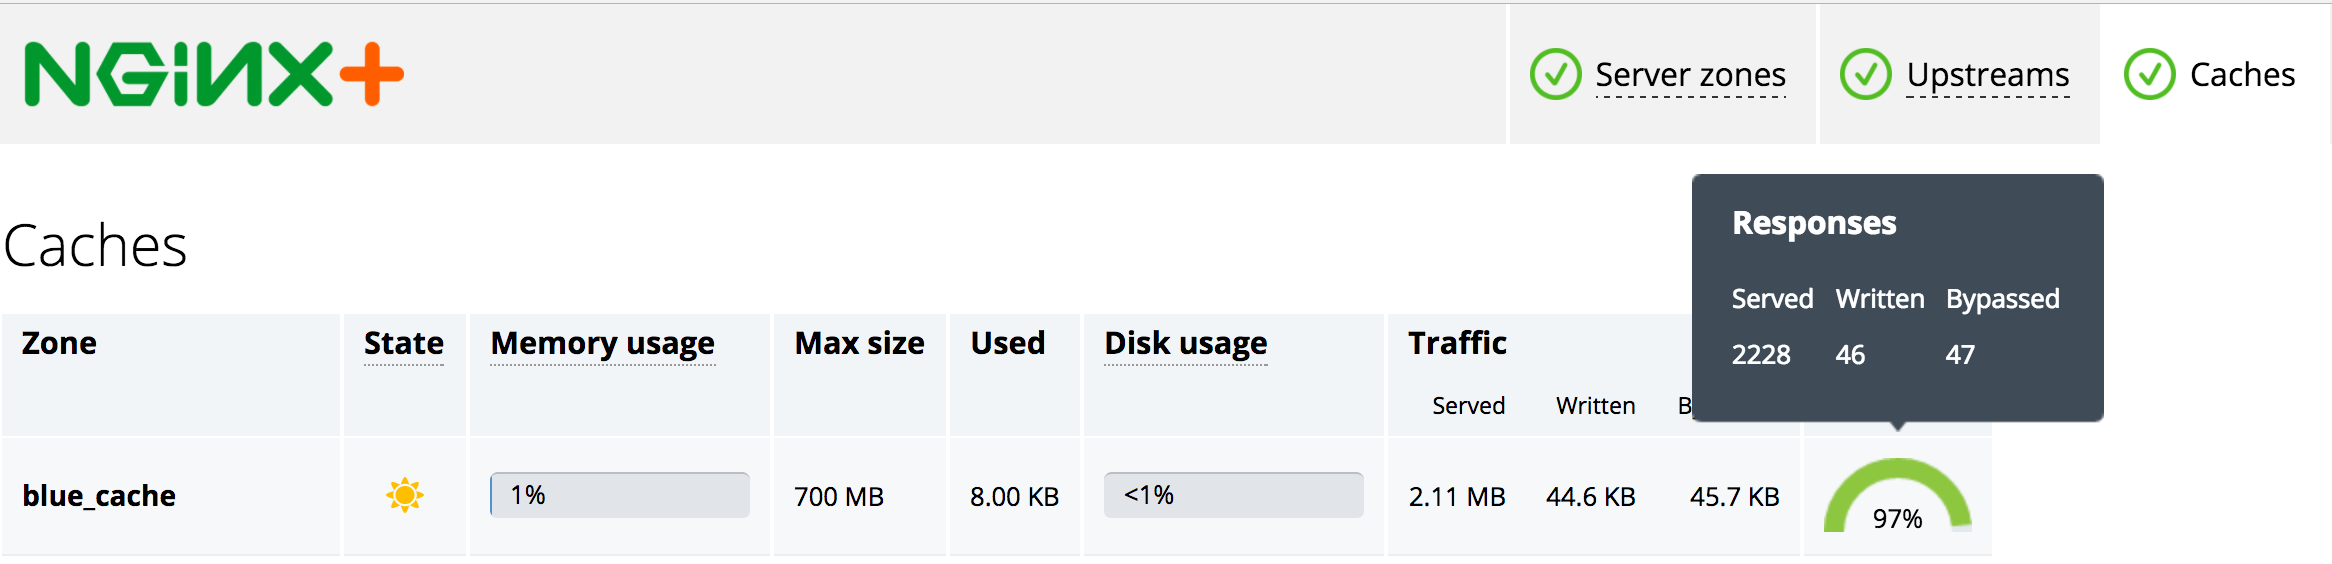 NGiNX+
Server zones
Upstreams
Caches
Caches
Responses
Served Written Bypassed
2228 46 47
Zone State Memory usage Max size Used Disk usage Traffic
Served Written
blue_cache 1% 700 MB 8.00 KB <1% 2.11 MB 44.6 KB 45.7 KB 97%